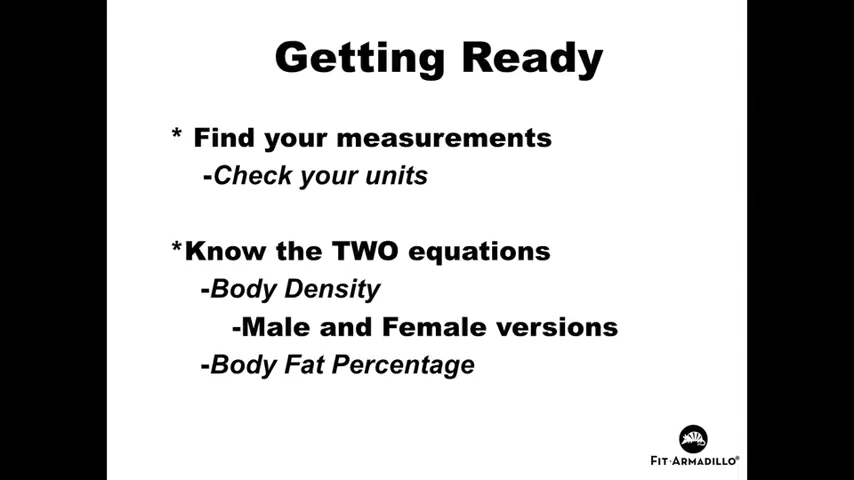 Getting Ready
* Find your measurements
-Check your units
*Know the TWO equations
-Body Density
-Male and Female versions
-Body Fat Percentage
FIT·ARMADILLO®